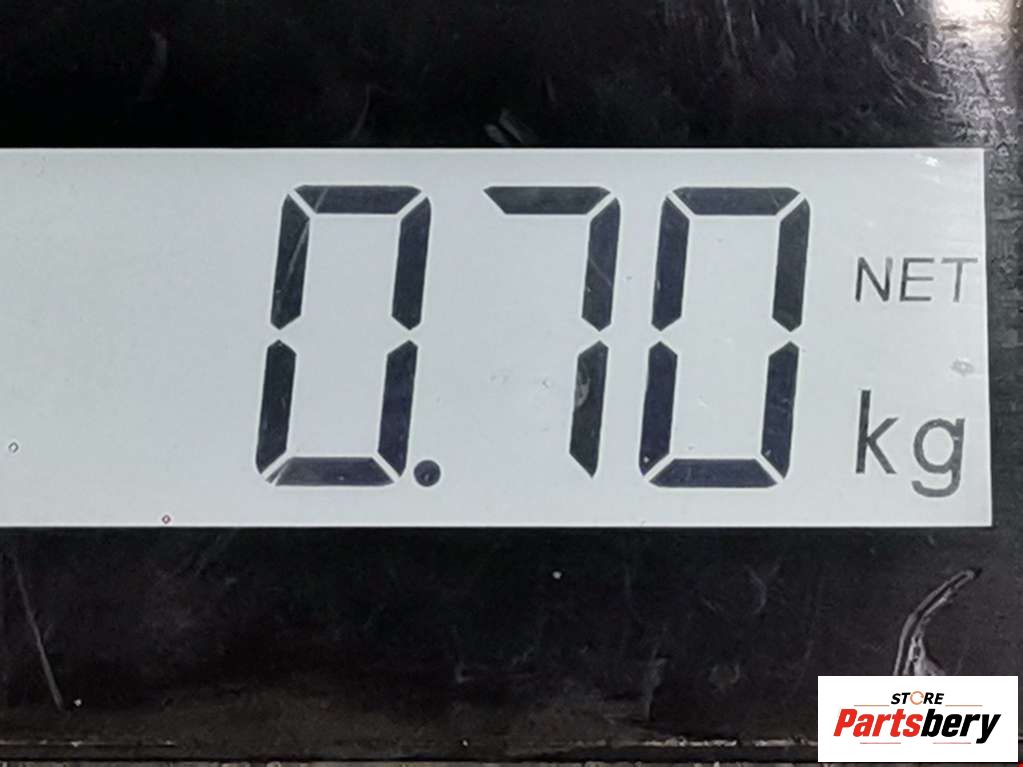 0.70 NET
kg
STORE
Partsbery